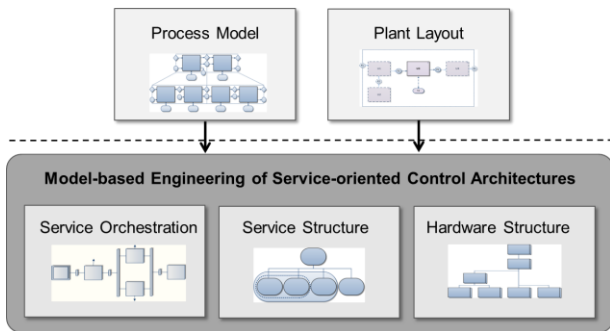 Process Model
Plant Layout
Model-based Engineering of Service-oriented Control Architectures
Service Orchestration
Service Structure
Hardware Structure